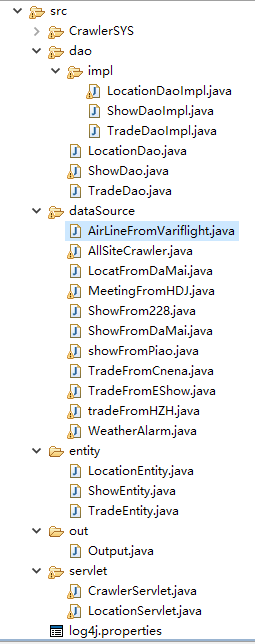 src
CrawlerSYS
dao
impl
LocationDaoImpl.java
ShowDaoImpl.java
TradeDaoImpl.java
LocationDao.java
ShowDao.java
TradeDao.java
dataSource
AirLineFromVariflight.java
AllSiteCrawler.java
LocatFromDaMai.java
MeetingFromHDJ.java
ShowFrom228.java
ShowFromDaMai.java
showFromPiao.java
TradeFromCnena.java
TradeFromEShow.java
tradeFromHZH.java
WeatherAlarm.java
entity
LocationEntity.java
ShowEntity.java
TradeEntity.java
out
Output.java
servlet
CrawlerServlet.java
LocationServlet.java
log4j.properties